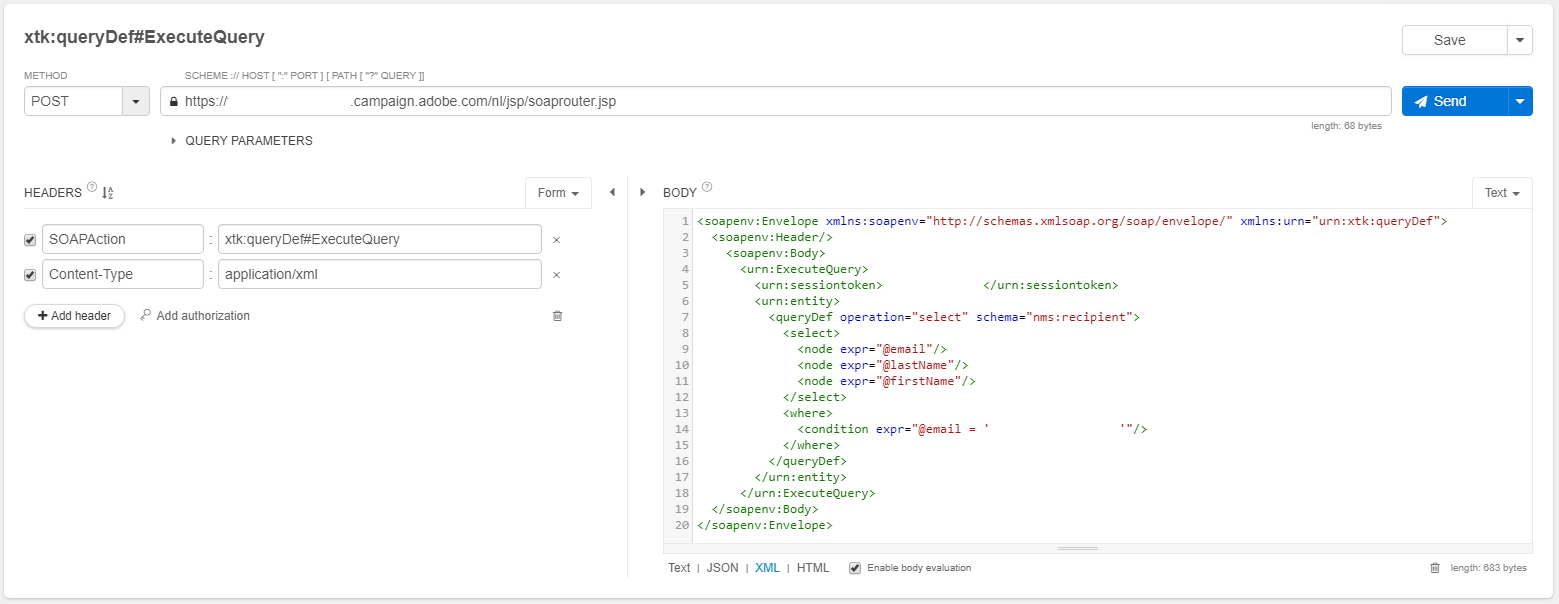 xtk:queryDef#ExecuteQuery
Save
METHOD
SCHEME :// HOST [ ":" PORT ] [ PATH [ "?" QUERY ]]
POST
https:// .campaign.adobe.com/nl/jsp/soaprouter.jsp
Send
length: 68 bytes
QUERY PARAMETERS
HEADERS ?
Form
BODY ?
Text
SOAPAction : xtk:queryDef#ExecuteQuery ×
Content-Type : application/xml ×
+ Add header
Add authorization
1 <soapenv:Envelope xmlns:soapenv="http://schemas.xmlsoap.org/soap/envelope/" xmlns:urn="urn:xtk:queryDef">
2 <soapenv:Header/>
3 <soapenv:Body>
4 <urn:ExecuteQuery>
5 <urn:sessiontoken> </urn:sessiontoken>
6 <urn:entity>
7 <queryDef operation="select" schema="nms:recipient">
8 <select>
9 <node expr="@email"/>
10 <node expr="@lastName"/>
11 <node expr="@firstName"/>
12 </select>
13 <where>
14 <condition expr="@email = ' '"/>
15 </where>
16 </queryDef>
17 </urn:entity>
18 </urn:ExecuteQuery>
19 </soapenv:Body>
20 </soapenv:Envelope>
Text | JSON | XML | HTML
Enable body evaluation
length: 683 bytes